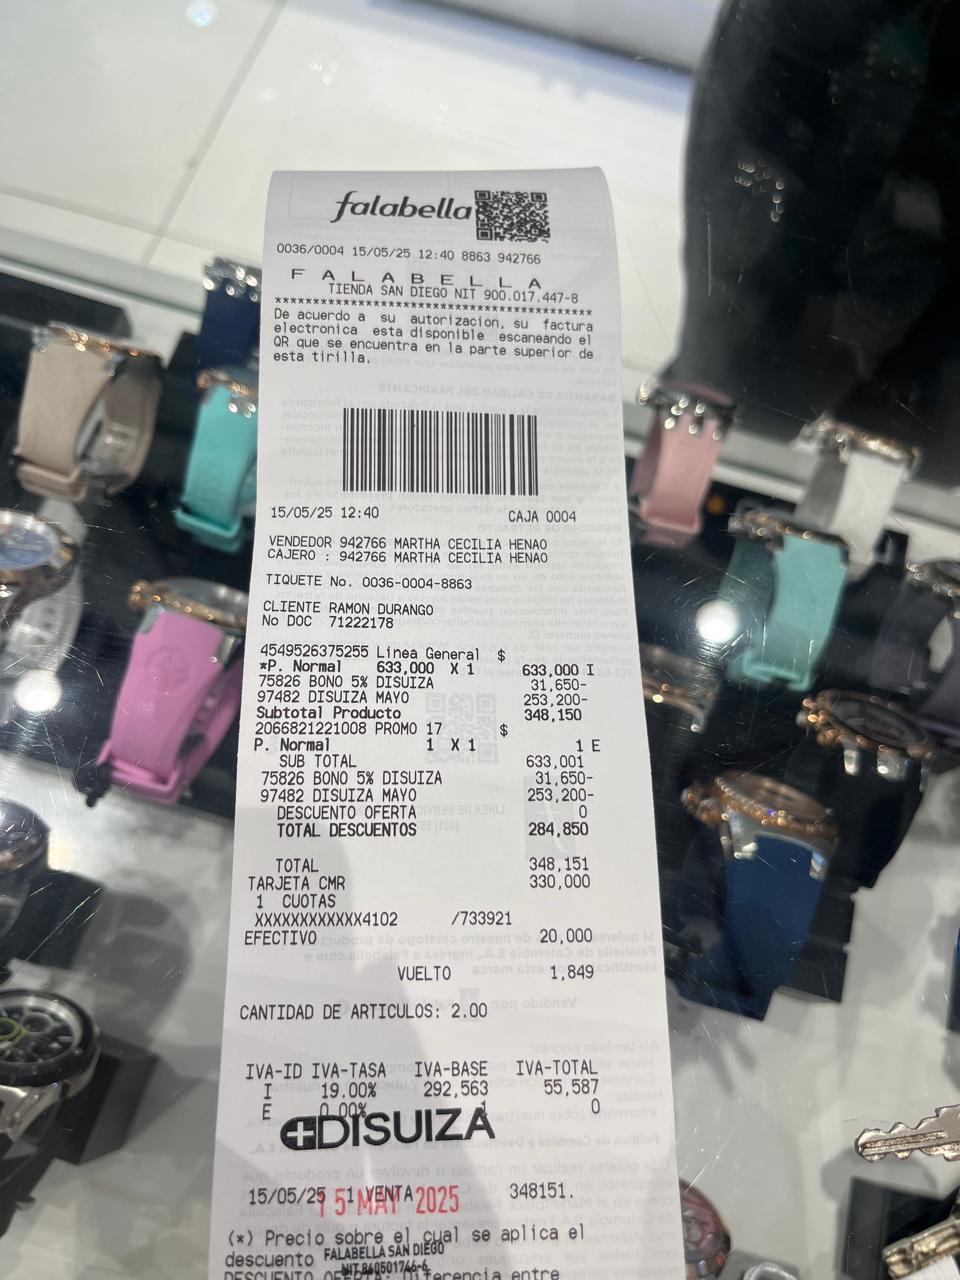 falabella
0036/0004 15/05/25 12:40 8863 942766
F A L A B E L L A
TIENDA SAN DIEGO NIT 900.017.447-8
****************************************
De acuerdo a su autorizacion, su factura
electronica esta disponible escaneando el
QR que se encuentra en la parte superior de
esta tirilla.
15/05/25 12:40 CAJA 0004
VENDEDOR 942766 MARTHA CECILIA HENAO
CAJERO : 942766 MARTHA CECILIA HENAO
TIQUETE No. 0036-0004-8863
CLIENTE RAMON DURANGO
No DOC 71222178
4549526375255 Linea General $
*P. Normal 633,000 X 1 633,000 I
75826 BONO 5% DISUIZA 31,650-
97482 DISUIZA MAYO 253,200-
Subtotal Producto 348,150
2066821221008 PROMO 17 $
P. Normal 1 X 1 1 E
SUB TOTAL 633,001
75826 BONO 5% DISUIZA 31,650-
97482 DISUIZA MAYO 253,200-
DESCUENTO OFERTA 0
TOTAL DESCUENTOS 284,850
TOTAL 348,151
TARJETA CMR 330,000
1 CUOTAS
XXXXXXXXXXXX4102 /733921
EFECTIVO 20,000
VUELTO 1,849
CANTIDAD DE ARTICULOS: 2.00
IVA-ID IVA-TASA IVA-BASE IVA-TOTAL
I 19.00% 292,563 55,587
E 0.00% 1 0
DISUIZA
15/05/25 1 VENTA 348151.
15 MAY 2025
(*) Precio sobre el cual se aplica el
descuento
FALABELLA SAN DIEGO
NIT 860501746-6
DESCUENTO OFERTA: Diferencia entre